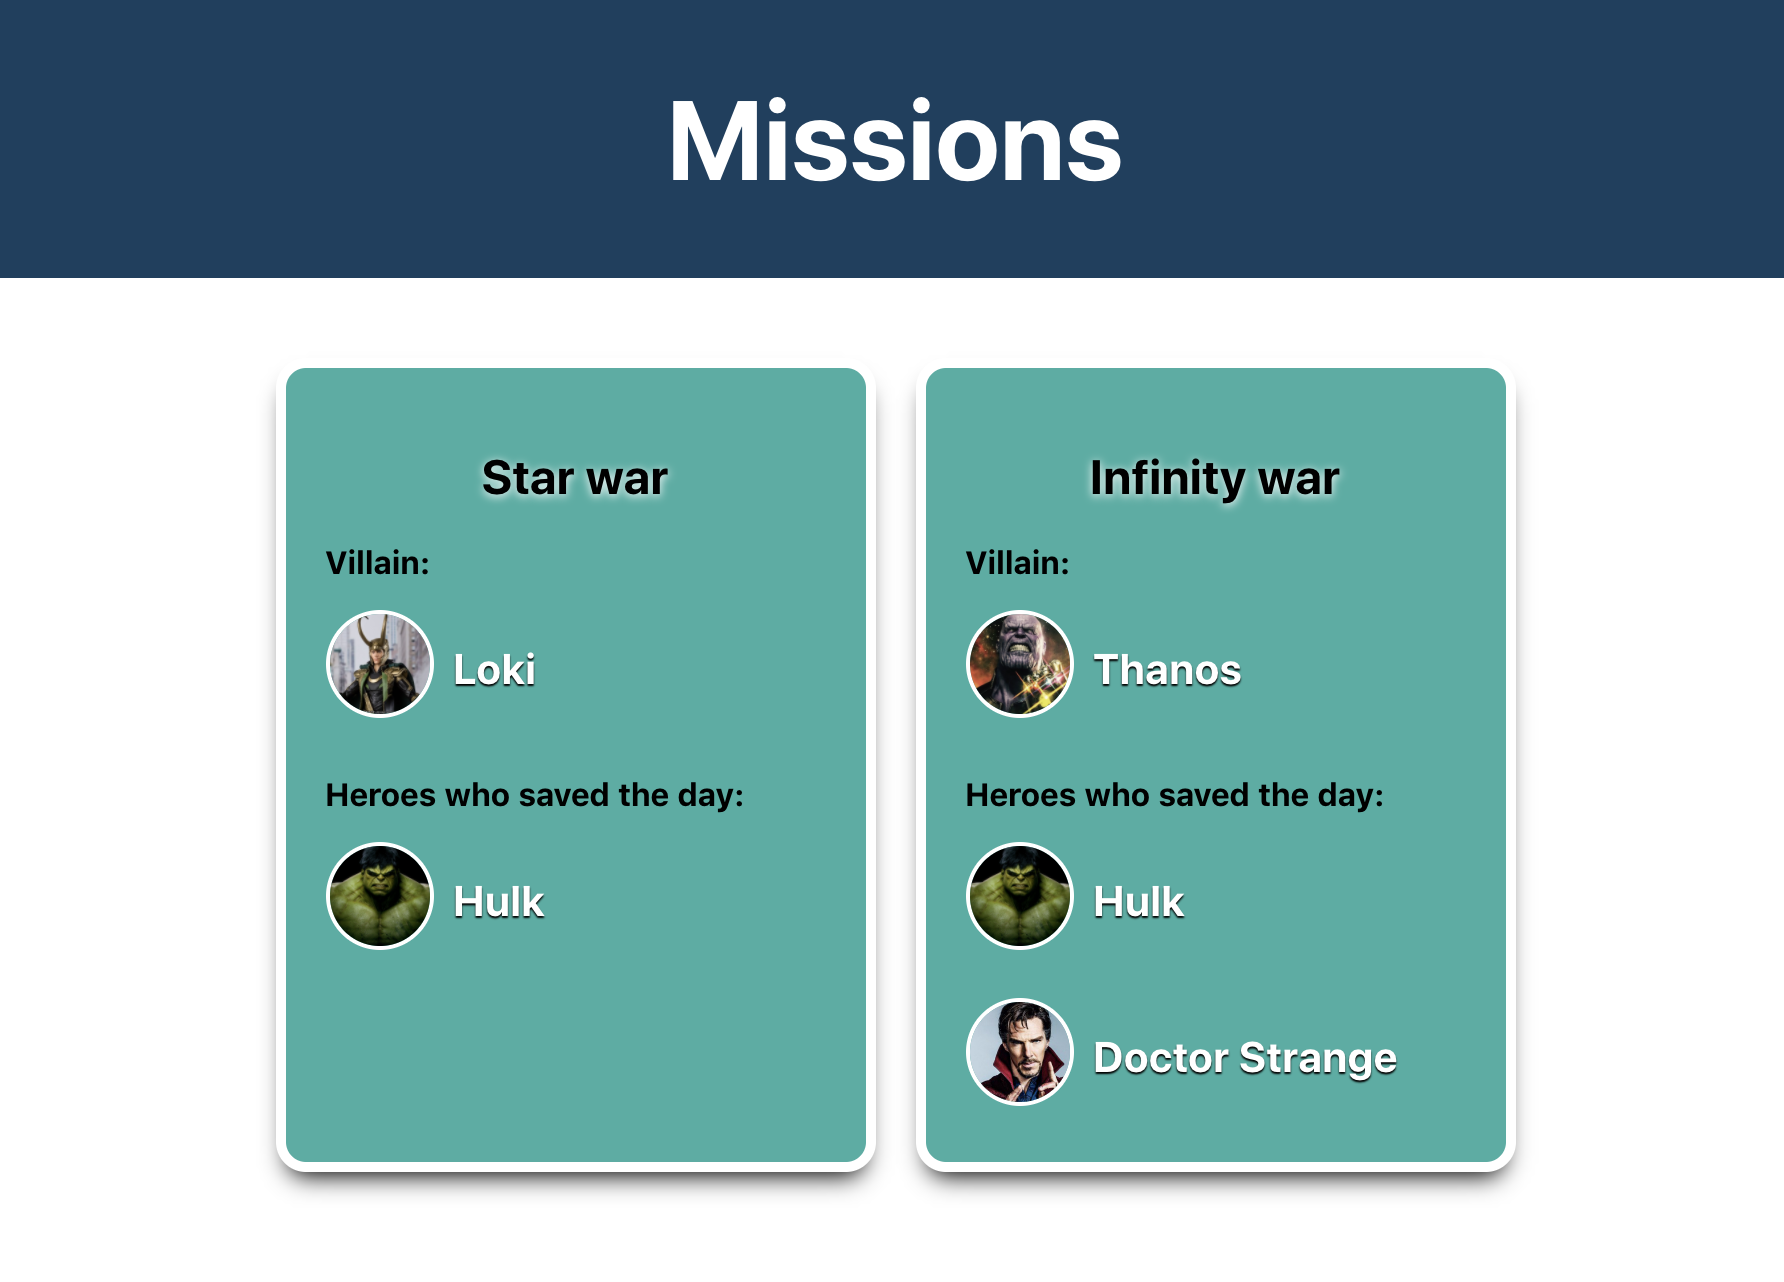 Missions
Star war
Villain:
Loki
Heroes who saved the day:
Hulk
Infinity war
Villain:
Thanos
Heroes who saved the day:
Hulk
Doctor Strange